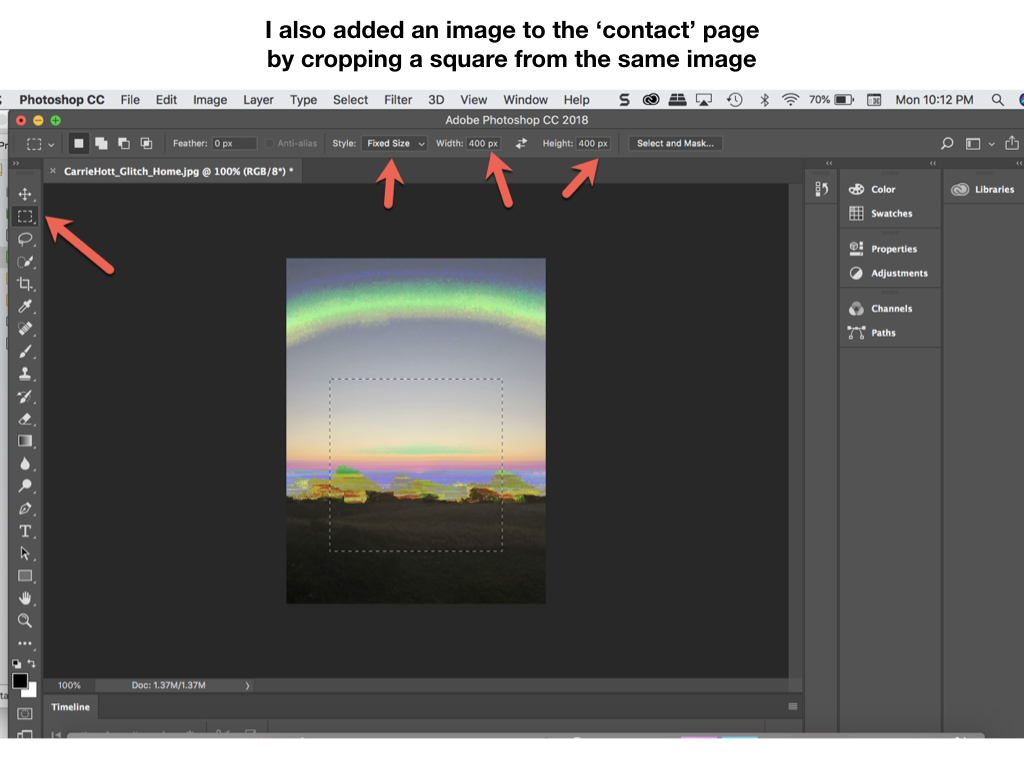 I also added an image to the ‘contact’ page
by cropping a square from the same image
Photoshop CC File Edit Image Layer Type Select Filter 3D View Window Help 70% Mon 10:12 PM
Adobe Photoshop CC 2018
Feather: 0 px Anti-alias Style: Fixed Size Width: 400 px Height: 400 px Select and Mask...
× CarrieHott_Glitch_Home.jpg @ 100% (RGB/8*) *
Color
Swatches
Properties
Adjustments
Channels
Paths
Libraries
100% Doc: 1.37M/1.37M
Timeline